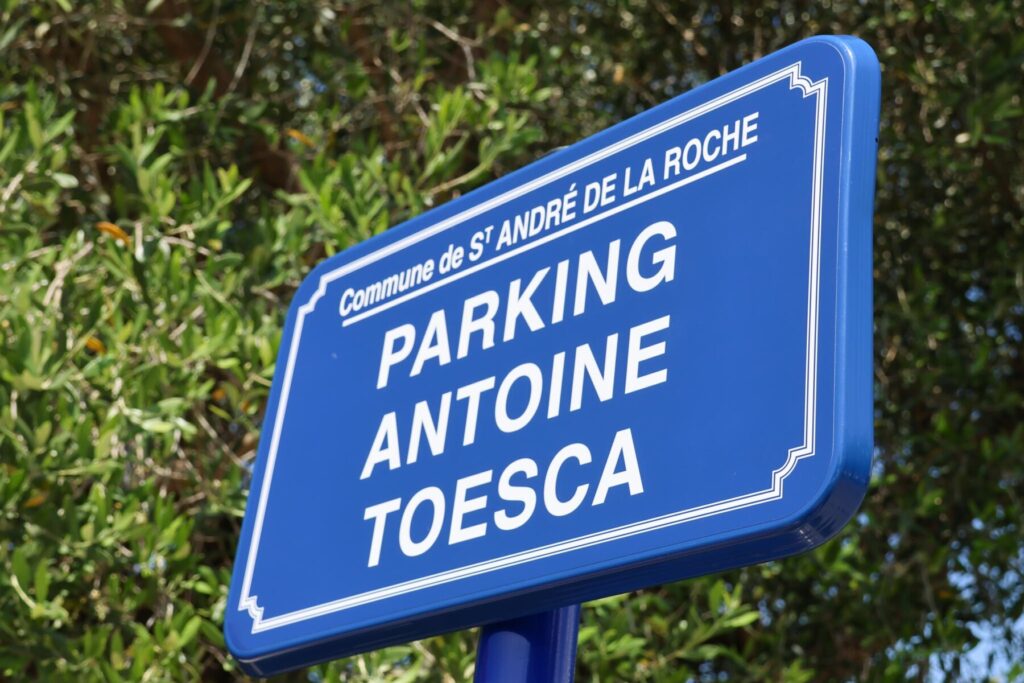 Commune de Sᵀ ANDRÉ DE LA ROCHE
PARKING
ANTOINE
TOESCA